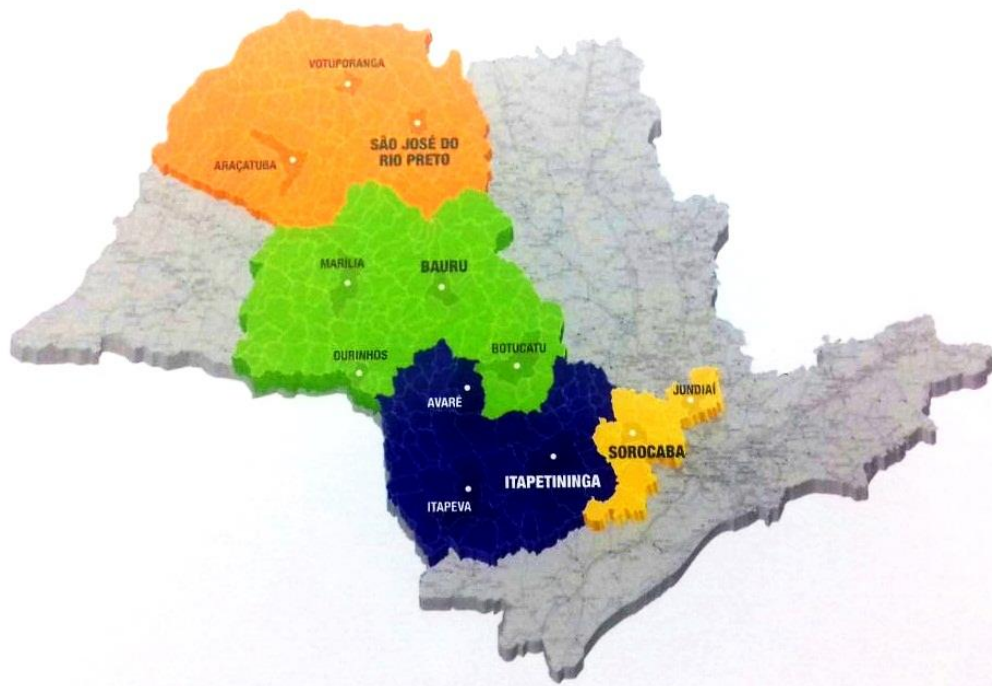 VOTUPORANGA
SÃO JOSÉ DO
RIO PRETO
ARAÇATUBA
MARÍLIA
BAURU
OURINHOS
BOTUCATU
AVARÉ
JUNDIAÍ
SOROCABA
ITAPETININGA
ITAPEVA